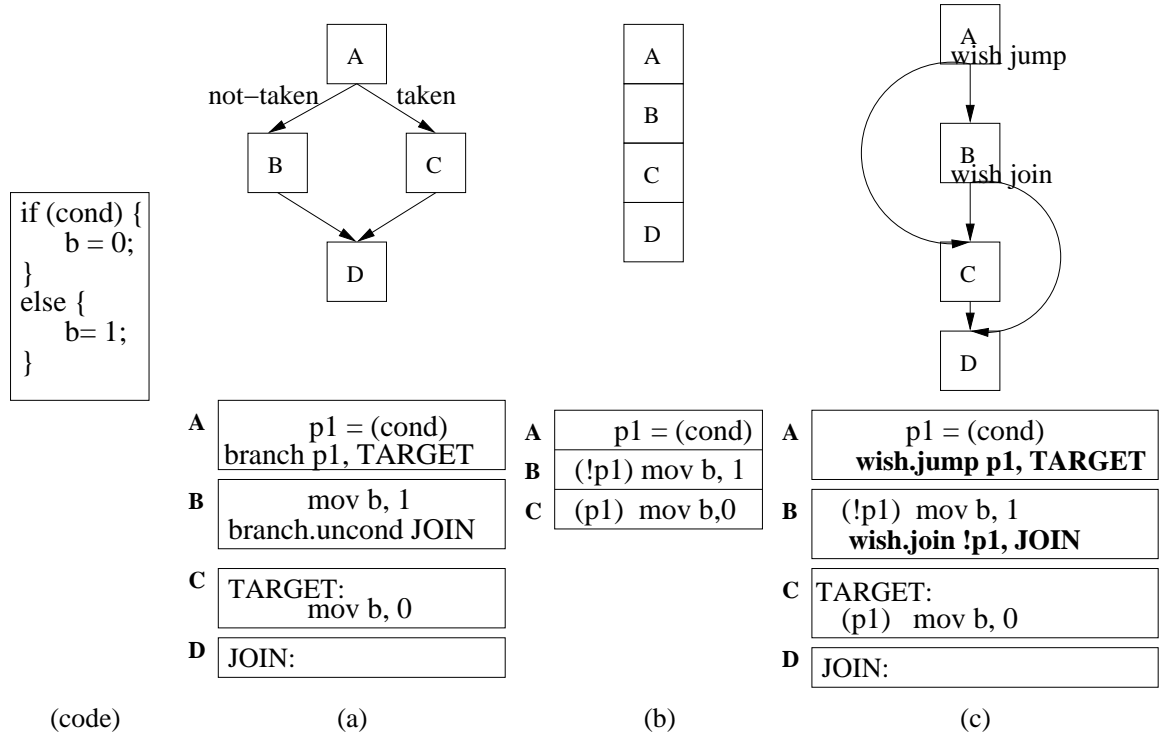 if (cond) {
b = 0;
}
else {
b= 1;
}
(code)
A
not−taken
taken
B
C
D
A
p1 = (cond)
branch p1, TARGET
B
mov b, 1
branch.uncond JOIN
C
TARGET:
mov b, 0
D
JOIN:
(a)
A
B
C
D
A
p1 = (cond)
B
(!p1) mov b, 1
C
(p1) mov b,0
(b)
A
wish jump
B
wish join
C
D
A
p1 = (cond)
wish.jump p1, TARGET
B
(!p1) mov b, 1
wish.join !p1, JOIN
C
TARGET:
(p1) mov b, 0
D
JOIN:
(c)